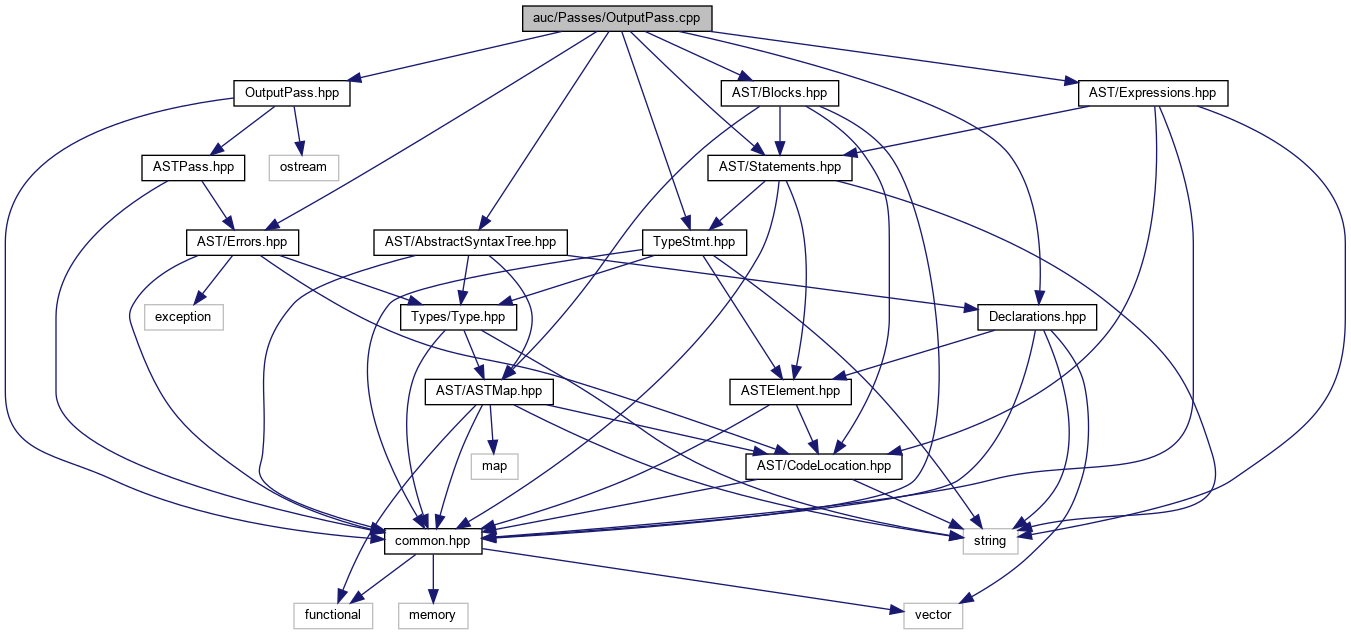 auc/Passes/OutputPass.cpp
OutputPass.hpp
AST/Blocks.hpp
AST/Expressions.hpp
ASTPass.hpp
ostream
AST/Statements.hpp
AST/Errors.hpp
AST/AbstractSyntaxTree.hpp
TypeStmt.hpp
exception
Types/Type.hpp
Declarations.hpp
AST/ASTMap.hpp
ASTElement.hpp
map
AST/CodeLocation.hpp
common.hpp
string
functional
memory
vector